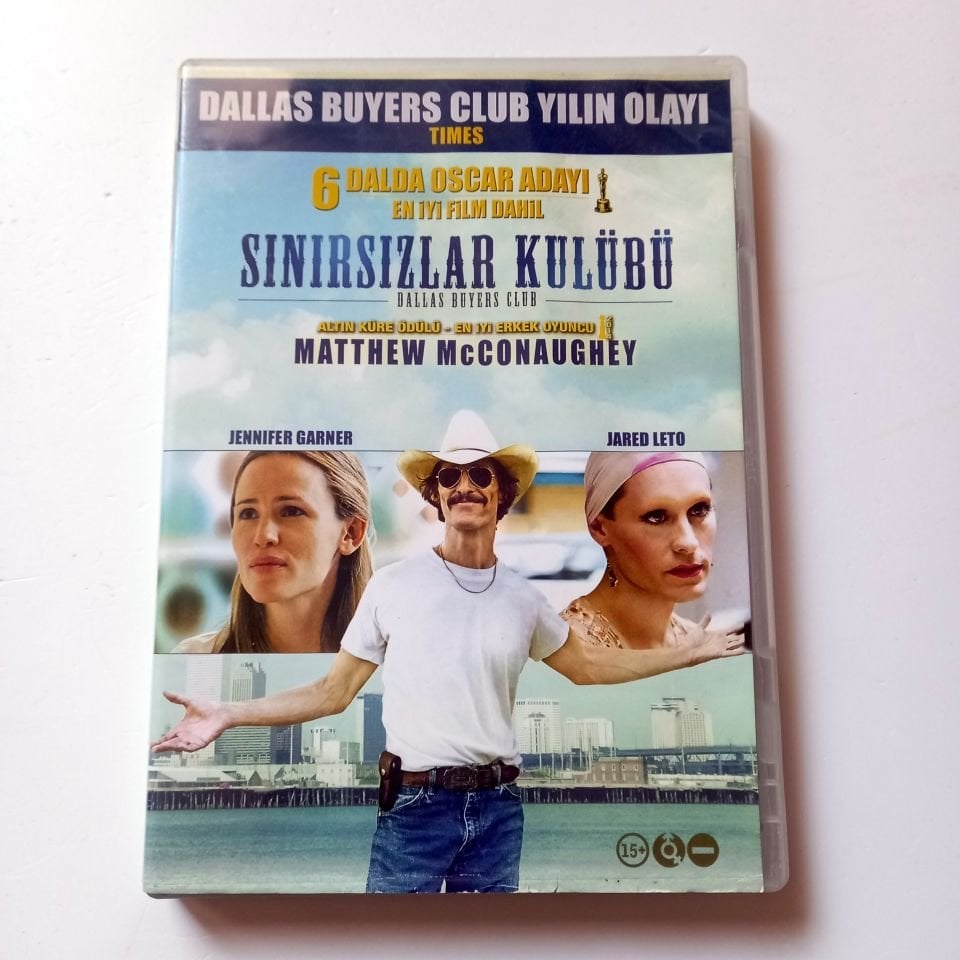 DALLAS BUYERS CLUB YILIN OLAYI
TIMES
6 DALDA OSCAR ADAYI
EN İYİ FİLM DAHİL
SINIRSIZLAR KULÜBÜ
DALLAS BUYERS CLUB
ALTIN KÜRE ÖDÜLÜ - EN İYİ ERKEK OYUNCU
MATTHEW McCONAUGHEY
JENNIFER GARNER
JARED LETO
15+